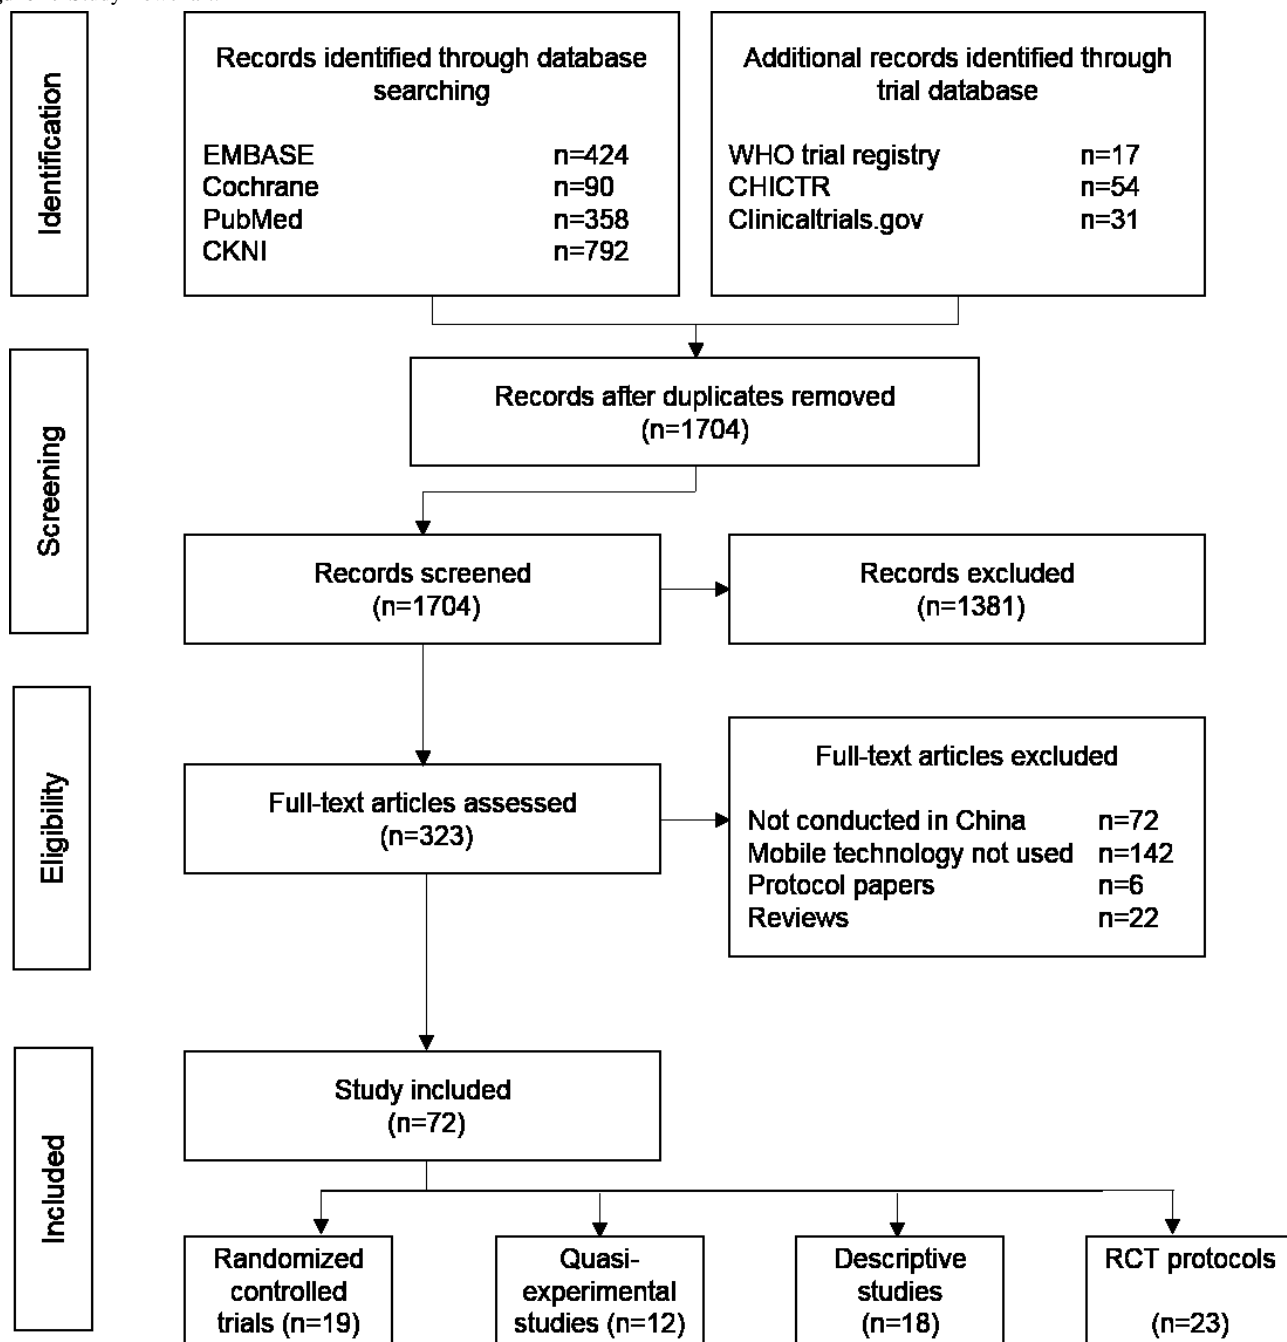 Identification
Records identified through database
searching
EMBASE n=424
Cochrane n=90
PubMed n=358
CKNI n=792
Additional records identified through
trial database
WHO trial registry n=17
CHICTR n=54
Clinicaltrials.gov n=31
Screening
Records after duplicates removed
(n=1704)
Records screened
(n=1704)
Records excluded
(n=1381)
Eligibility
Full-text articles assessed
(n=323)
Full-text articles excluded
Not conducted in China n=72
Mobile technology not used n=142
Protocol papers n=6
Reviews n=22
Included
Study included
(n=72)
Randomized
controlled
trials (n=19)
Quasi-
experimental
studies (n=12)
Descriptive
studies
(n=18)
RCT protocols
(n=23)